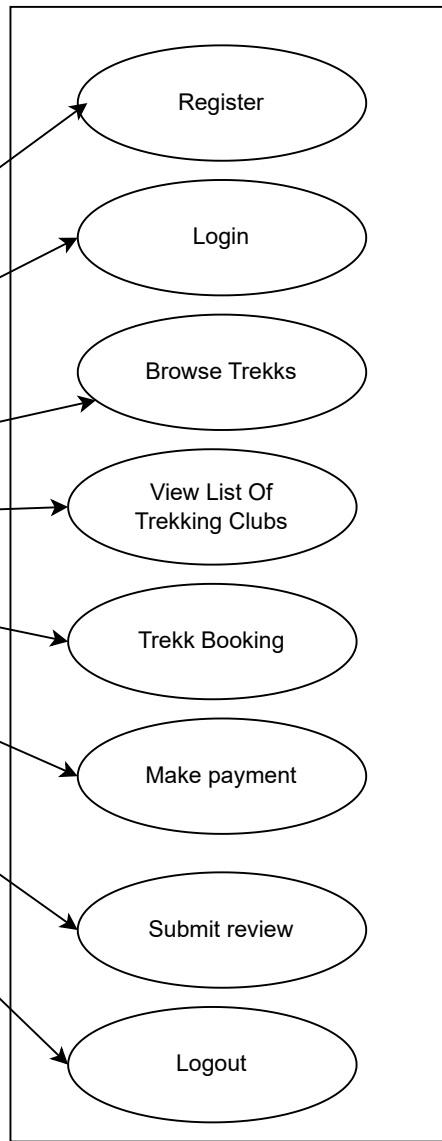 Register
Login
Browse Trekks
View List Of
Trekking Clubs
Trekk Booking
Make payment
Submit review
Logout